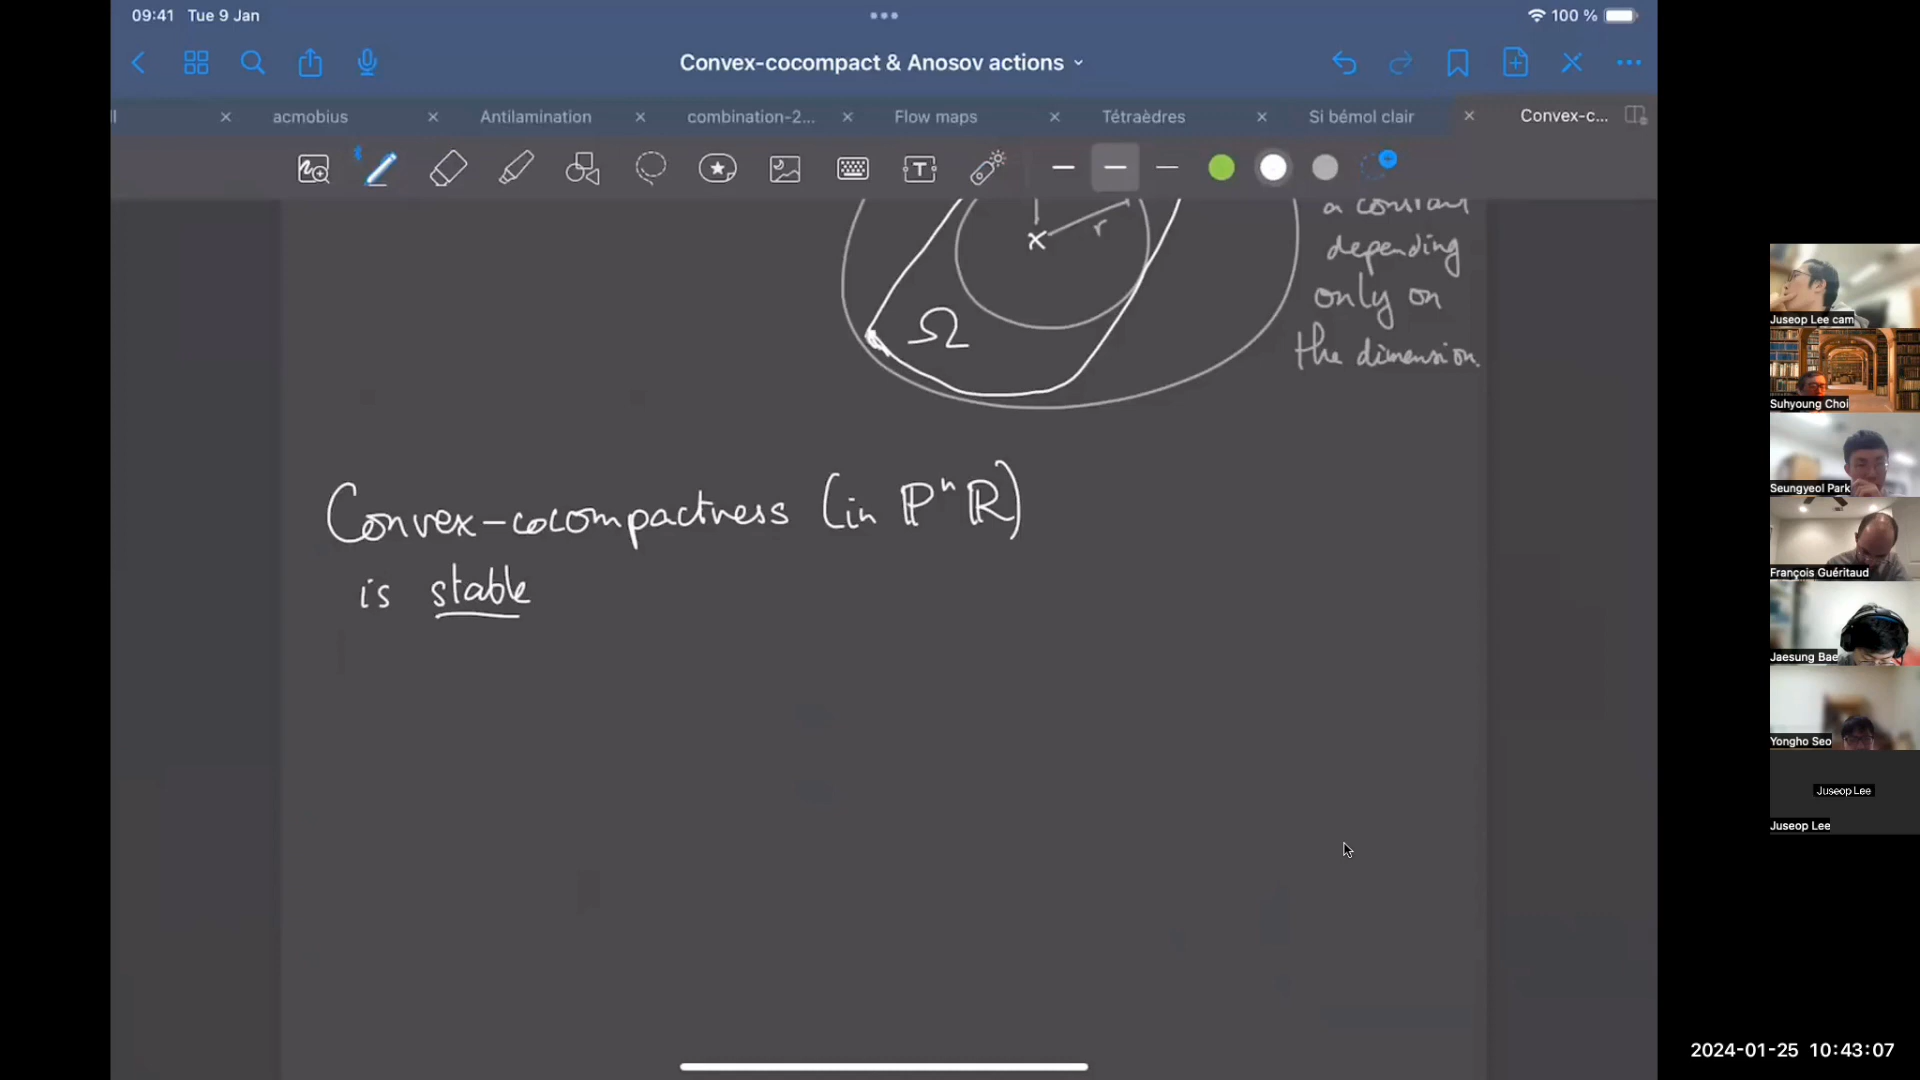 09:41 Tue 9 Jan
100 %
Convex-cocompact & Anosov actions
acmobius
Antilamination
combination-2...
Flow maps
Tétraèdres
Si bémol clair
Convex-c...
a constant
depending
only on
the dimension.
x
r
Ω
Convex-cocompactness (in ℙⁿℝ)
is stable
Juseop Lee cam
Suhyoung Choi
Seungyeol Park
François Guéritaud
Jaesung Bae
Yongho Seo
Juseop Lee
Juseop Lee
2024-01-25 10:43:07